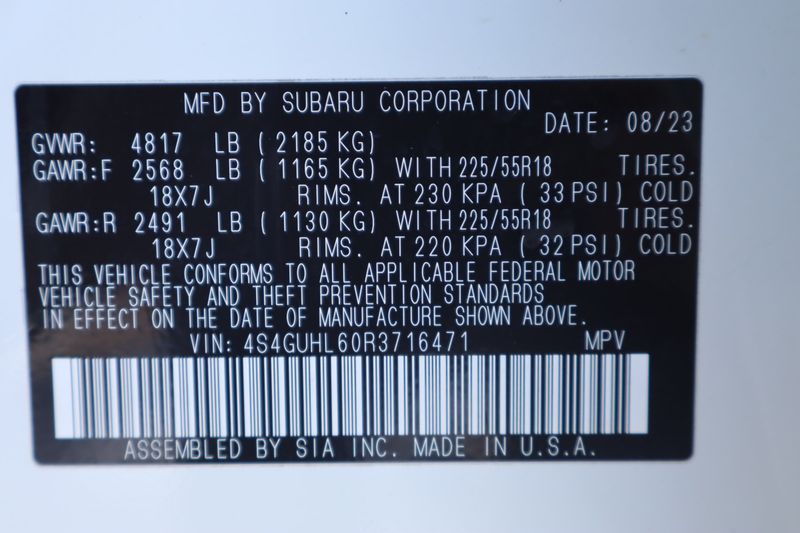 MFD BY SUBARU CORPORATION
DATE: 08/23
GVWR: 4817 LB ( 2185 KG)
GAWR:F 2568 LB ( 1165 KG) WITH 225/55R18 TIRES.
18X7J RIMS. AT 230 KPA ( 33 PSI) COLD
GAWR:R 2491 LB ( 1130 KG) WITH 225/55R18 TIRES.
18X7J RIMS. AT 220 KPA ( 32 PSI) COLD
THIS VEHICLE CONFORMS TO ALL APPLICABLE FEDERAL MOTOR
VEHICLE SAFETY AND THEFT PREVENTION STANDARDS
IN EFFECT ON THE DATE OF MANUFACTURE SHOWN ABOVE.
VIN: 4S4GUHL60R3716471 MPV
ASSEMBLED BY SIA INC. MADE IN U.S.A.